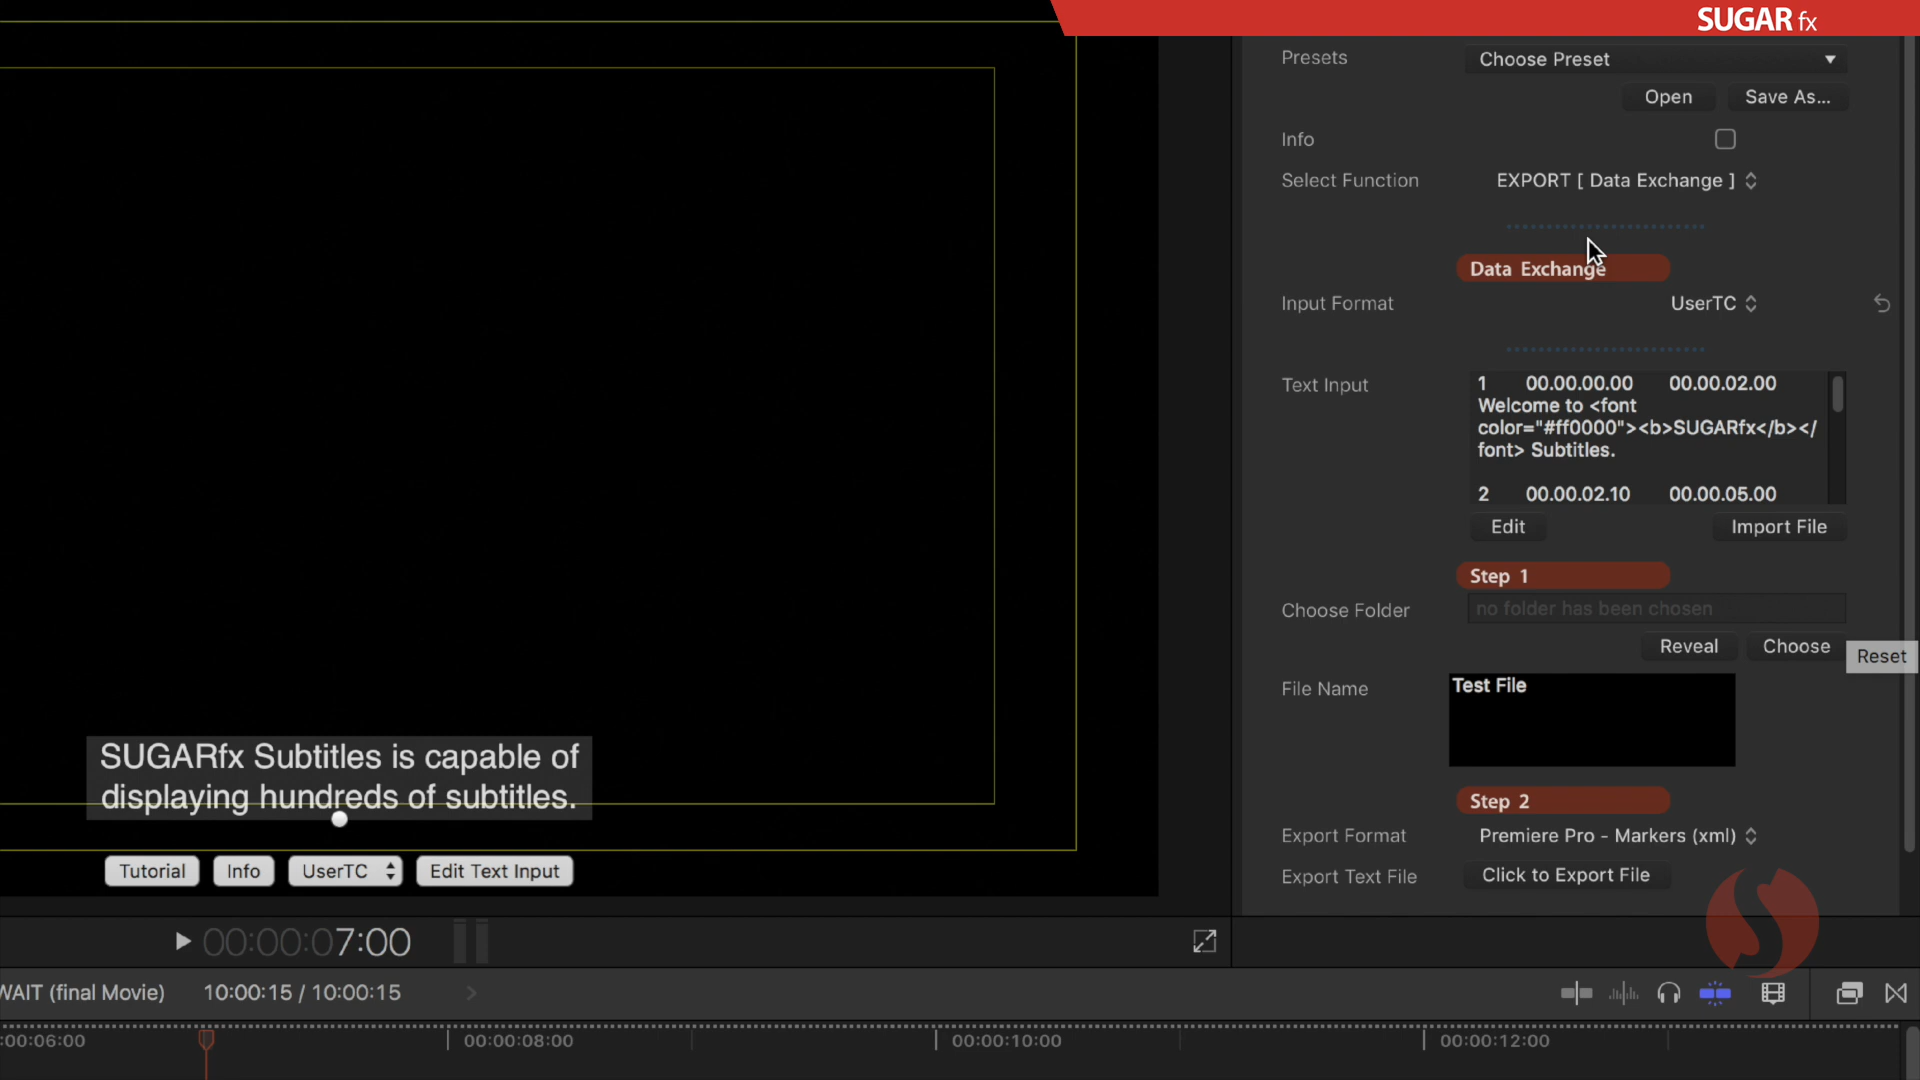 SUGAR fx
Presets
Choose Preset
Open
Save As...
Info
Select Function
EXPORT [ Data Exchange ]
Data Exchange
Input Format
UserTC
Text Input
1 00.00.00.00 00.00.02.00
Welcome to <font
color="#ff0000"><b>SUGARfx</b></
font> Subtitles.
2 00.00.02.10 00.00.05.00
Edit
Import File
Step 1
Choose Folder
no folder has been chosen
Reveal
Choose
Reset
File Name
Test File
Step 2
Export Format
Premiere Pro - Markers (xml)
Export Text File
Click to Export File
SUGARfx Subtitles is capable of
displaying hundreds of subtitles.
Tutorial
Info
UserTC
Edit Text Input
00:00:07:00
WAIT (final Movie)
10:00:15 / 10:00:15
:00:06:00
00:00:08:00
00:00:10:00
00:00:12:00